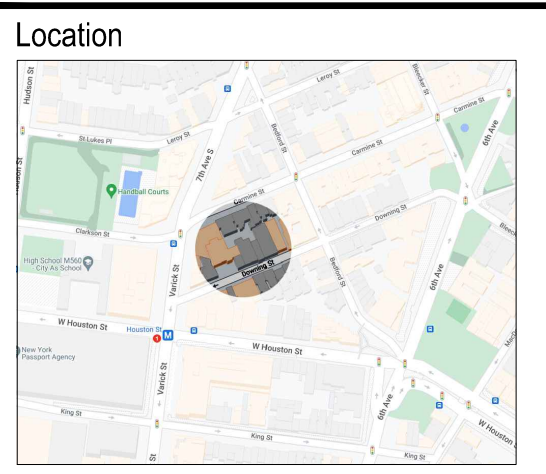 Location
Hudson St
Leroy St
Bleecker St
Carmine St
6th Ave
St Lukes Pl
Leroy St
7th Ave S
Bedford St
Carmine St
Handball Courts
Carmine St
Downing St
Clarkson St
High School M560
City As School
Varick St
Downing St
Bedford St
6th Ave
W Houston St
Houston St
M
1
W Houston St
New York
Passport Agency
Varick St
6th Ave
W Houston
King St
King St
King St